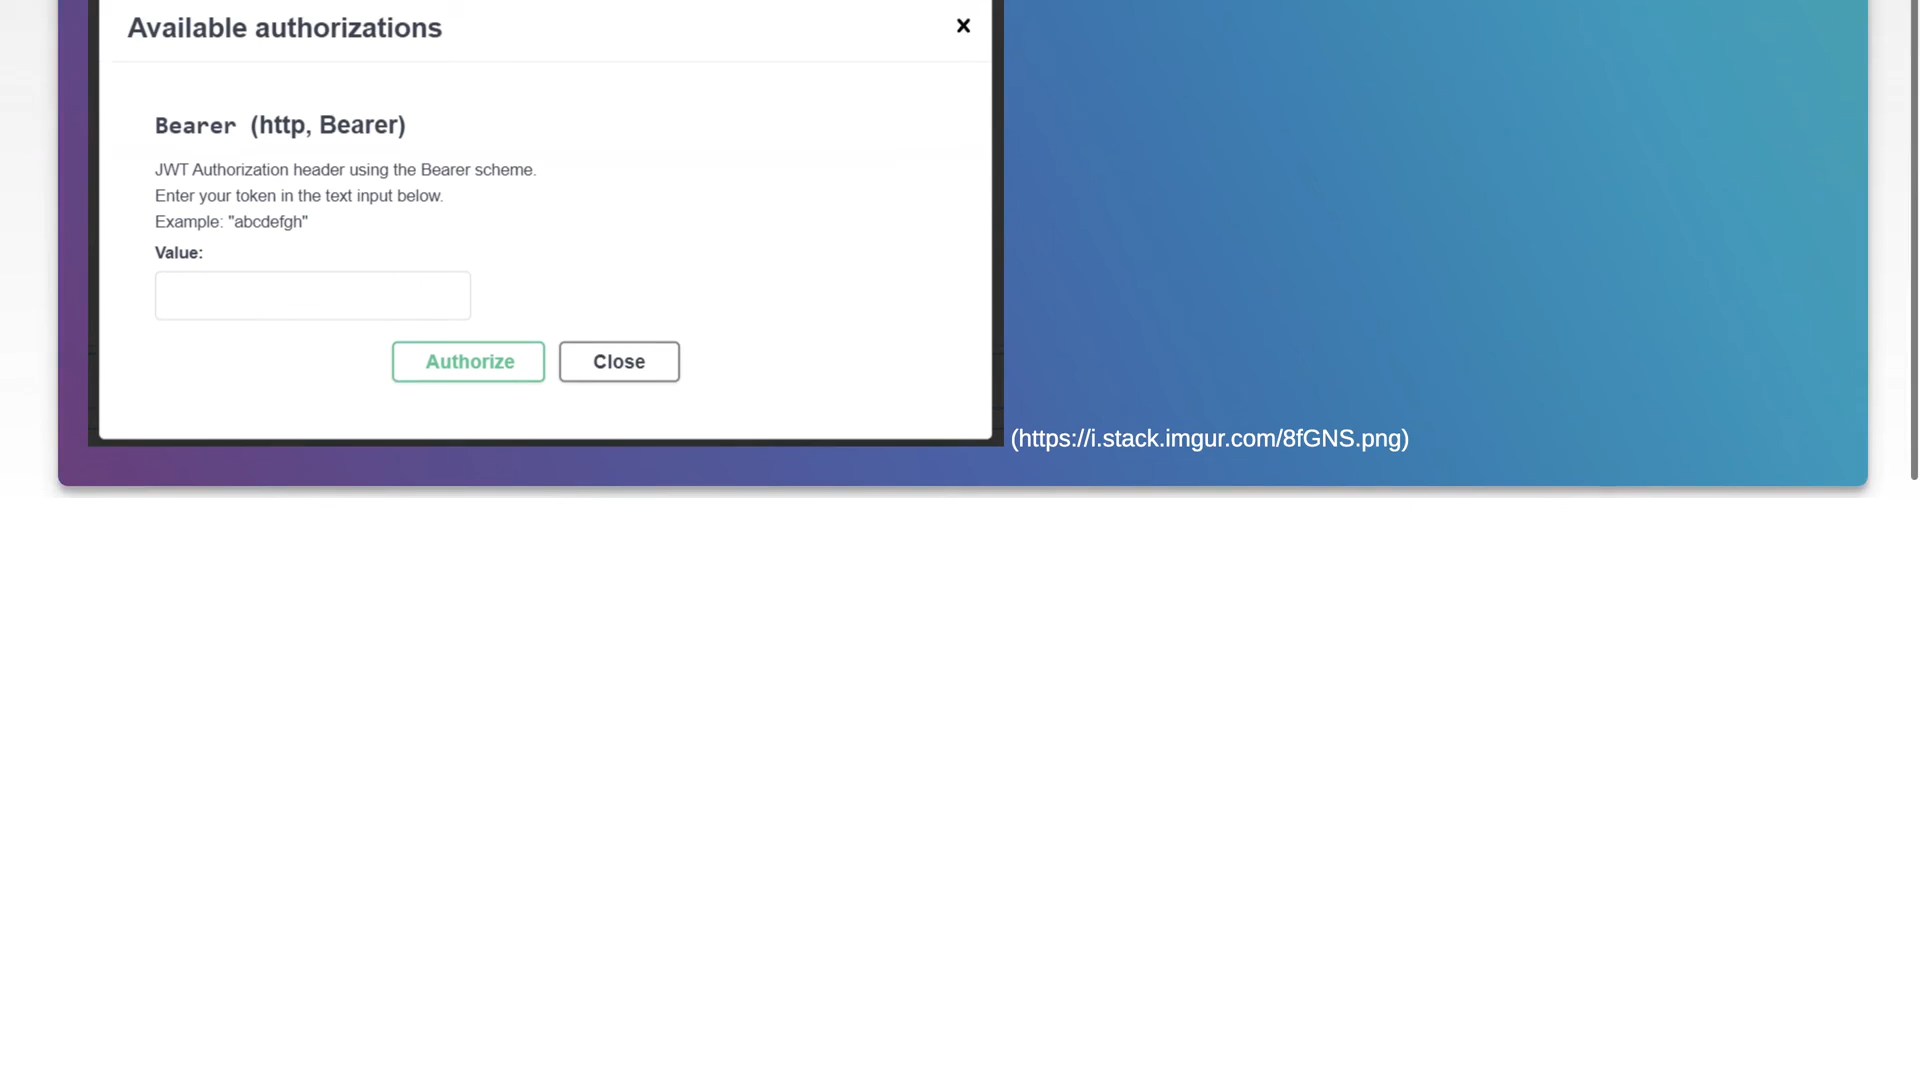 Available authorizations
Bearer (http, Bearer)
JWT Authorization header using the Bearer scheme.
Enter your token in the text input below.
Example: "abcdefgh"
Value:
Authorize
Close
(https://i.stack.imgur.com/8fGNS.png)